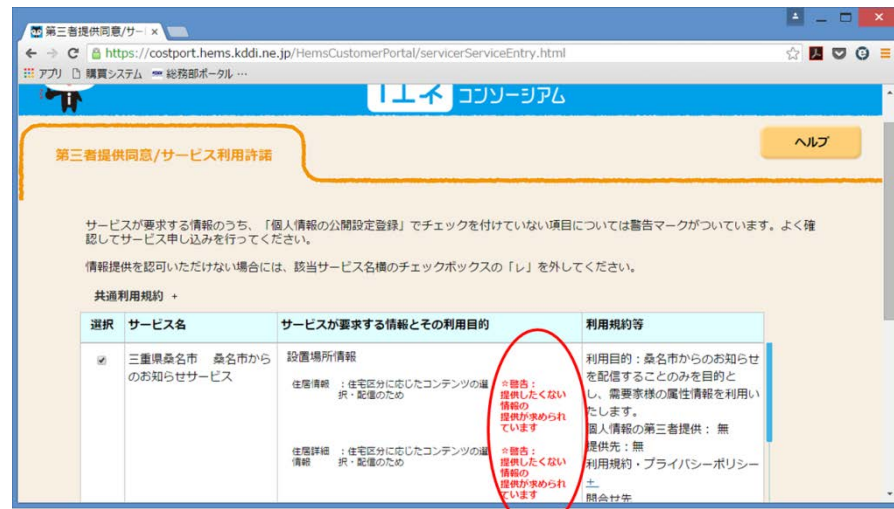 第三者提供同意/サー
https://costport.hems.kddi.ne.jp/HemsCustomerPortal/servicerServiceEntry.html
アプリ 購買システム 総務部ポータル …
iエネ コンソーシアム
ヘルプ
第三者提供同意/サービス利用許諾
サービスが要求する情報のうち、「個人情報の公開設定登録」でチェックを付けていない項目については警告マークがついています。よく確
認してサービス申し込みを行ってください。
情報提供を認可いただけない場合には、該当サービス名横のチェックボックスの「レ」を外してください。
共通利用規約 +
選択 サービス名 サービスが要求する情報とその利用目的 利用規約等
三重県桑名市 桑名市から
のお知らせサービス
設置場所情報
住居情報 :住宅区分に応じたコンテンツの選
択・配信のため
☆警告:
提供したくない
情報の
提供が求められ
ています
住居詳細 :住宅区分に応じたコンテンツの選
情報 択・配信のため
☆警告:
提供したくない
情報の
提供が求められ
ています
利用目的:桑名市からのお知らせ
を配信することのみを目的と
し、需要家様の属性情報を利用い
たします。
個人情報の第三者提供: 無
提供先:無
利用規約・プライバシーポリシー
+
問合せ先